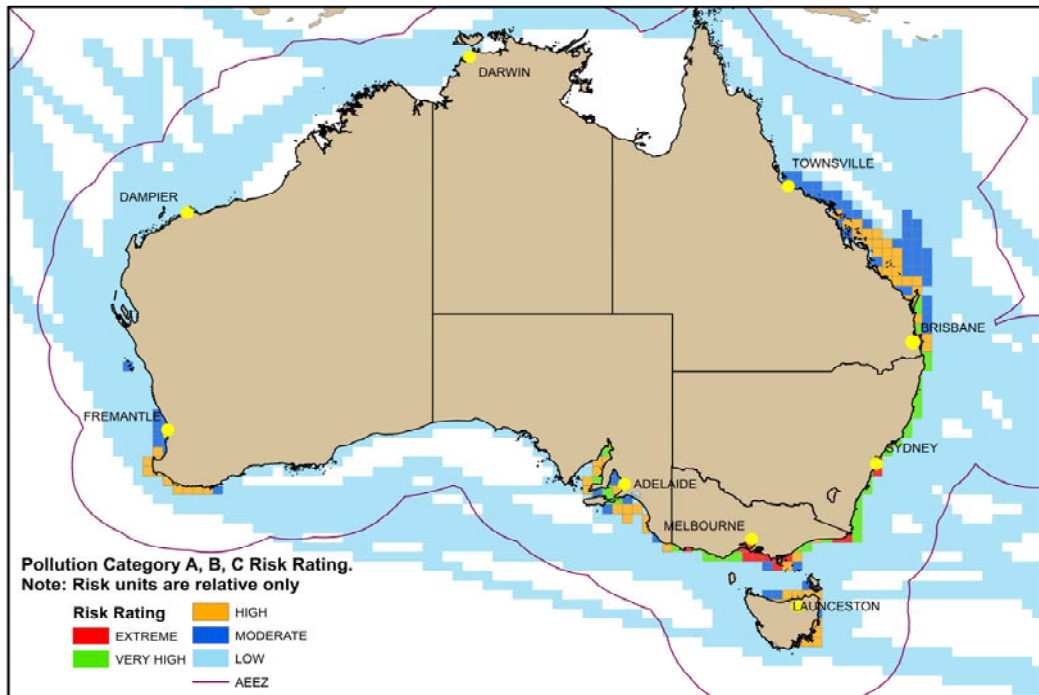 DARWIN
TOWNSVILLE
DAMPIER
BRISBANE
FREMANTLE
SYDNEY
ADELAIDE
MELBOURNE
LAUNCESTON
Pollution Category A, B, C Risk Rating.
Note: Risk units are relative only
Risk Rating
EXTREME
VERY HIGH
HIGH
MODERATE
LOW
AEEZ